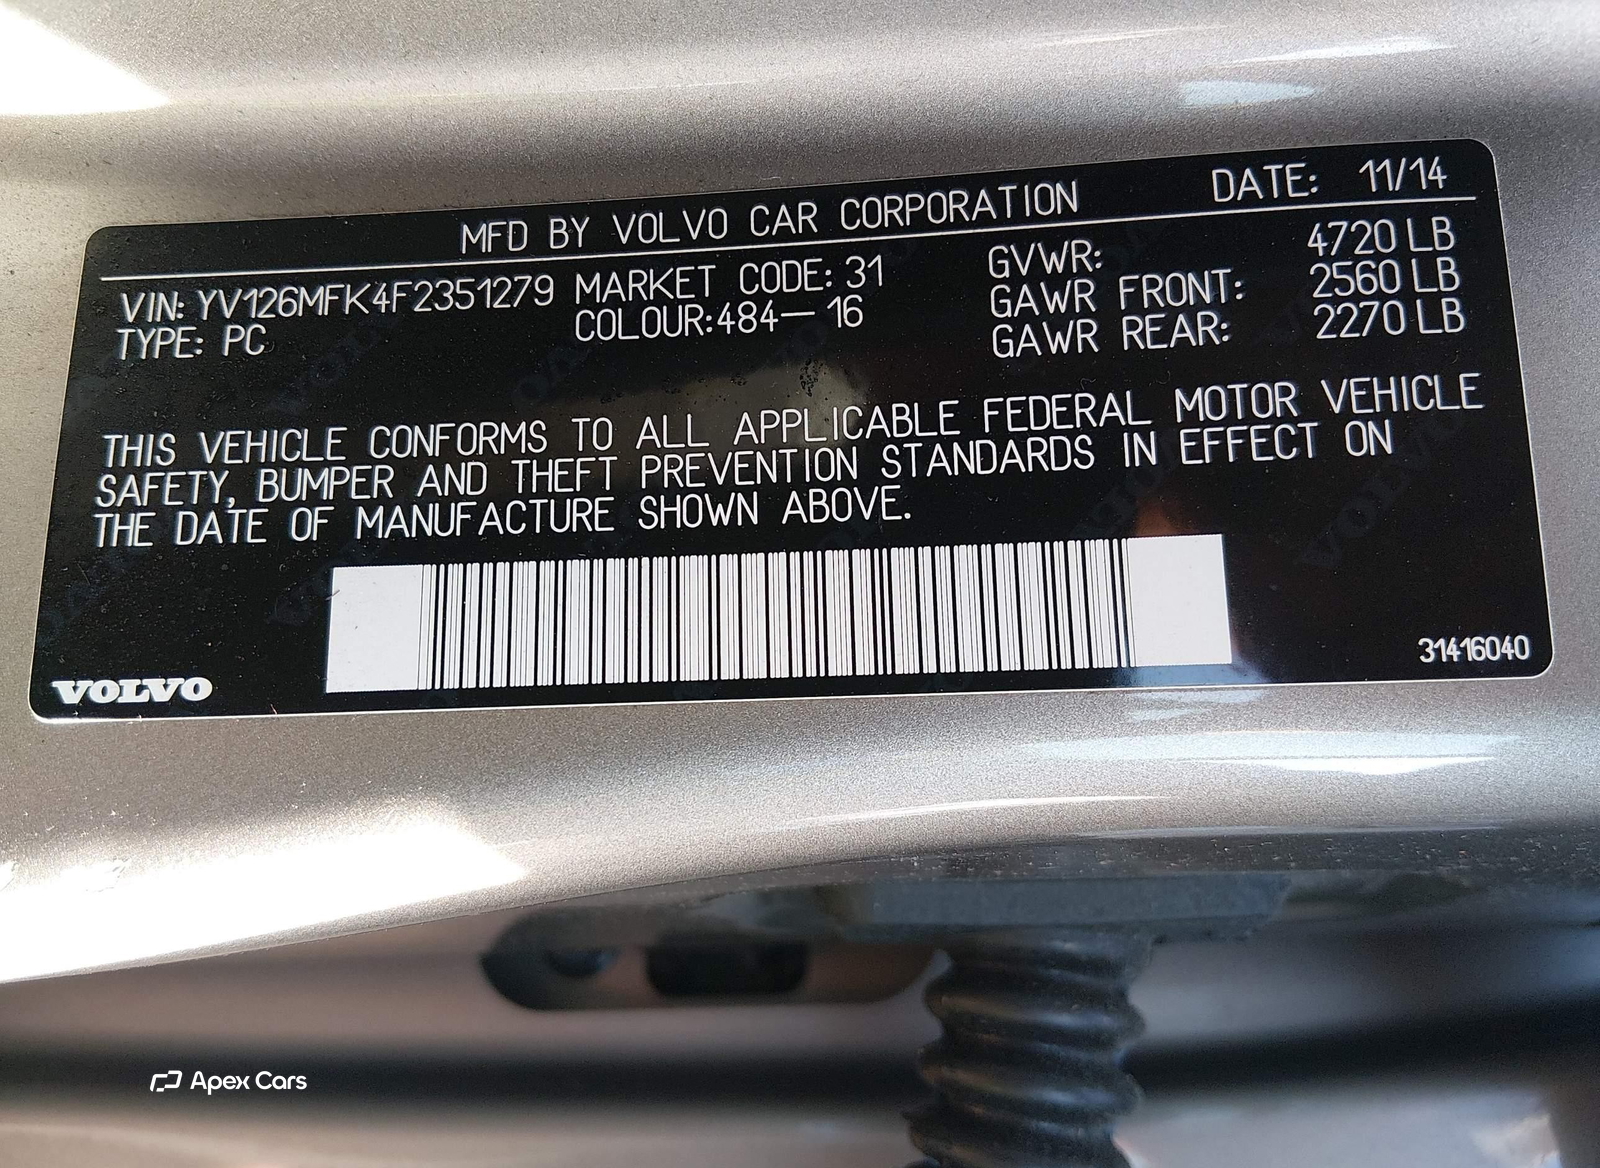 MFD BY VOLVO CAR CORPORATION DATE: 11/14
VIN: YV126MFK4F2351279 MARKET CODE: 31 GVWR: 4720 LB
TYPE: PC COLOUR:484— 16 GAWR FRONT: 2560 LB
GAWR REAR: 2270 LB
THIS VEHICLE CONFORMS TO ALL APPLICABLE FEDERAL MOTOR VEHICLE
SAFETY, BUMPER AND THEFT PREVENTION STANDARDS IN EFFECT ON
THE DATE OF MANUFACTURE SHOWN ABOVE.
VOLVO
31416040
Apex Cars